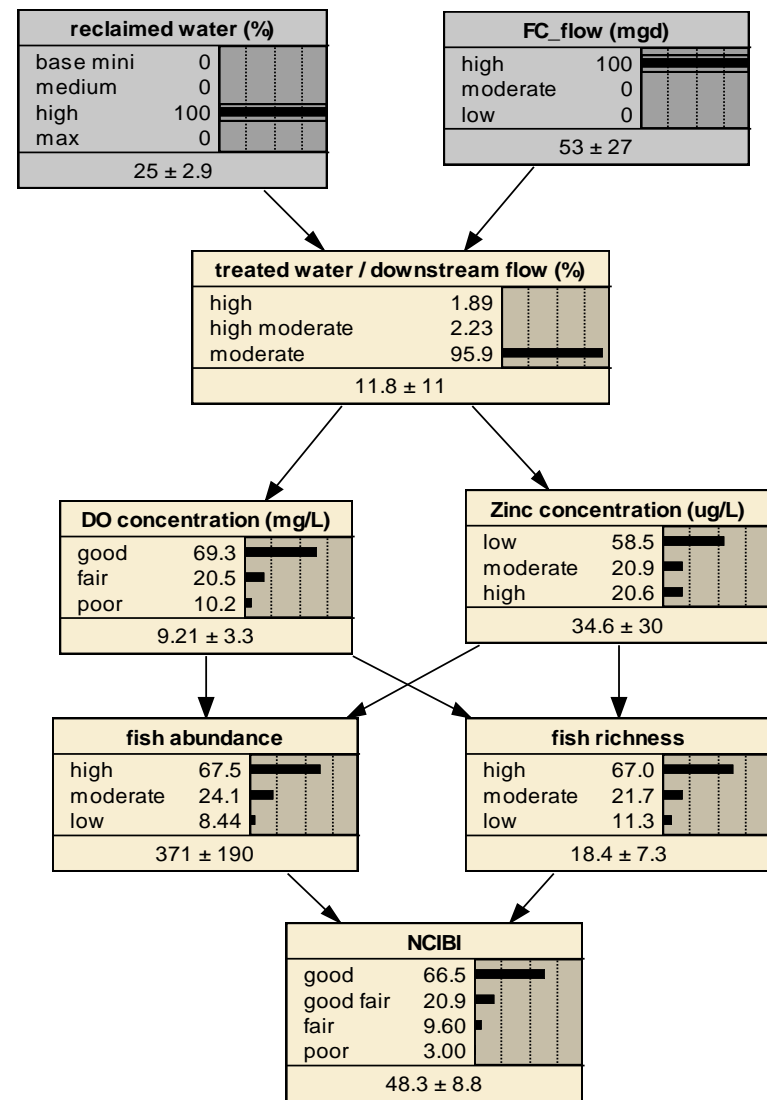 reclaimed water (%)
base mini 0
medium 0
high 100
max 0
25 ± 2.9
FC_flow (mgd)
high 100
moderate 0
low 0
53 ± 27
treated water / downstream flow (%)
high 1.89
high moderate 2.23
moderate 95.9
11.8 ± 11
DO concentration (mg/L)
good 69.3
fair 20.5
poor 10.2
9.21 ± 3.3
Zinc concentration (ug/L)
low 58.5
moderate 20.9
high 20.6
34.6 ± 30
fish abundance
high 67.5
moderate 24.1
low 8.44
371 ± 190
fish richness
high 67.0
moderate 21.7
low 11.3
18.4 ± 7.3
NCIBI
good 66.5
good fair 20.9
fair 9.60
poor 3.00
48.3 ± 8.8